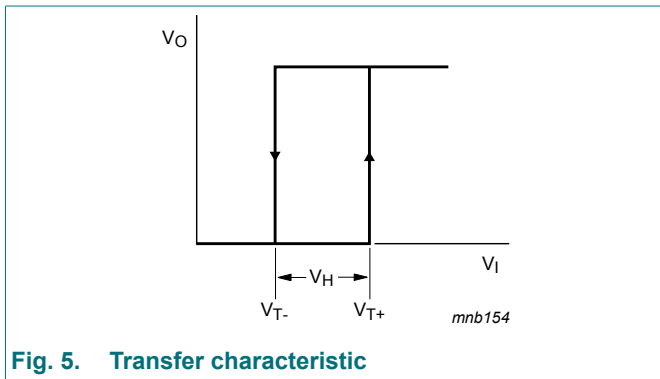 VO
VI
VH
VT-
VT+
mnb154
Fig. 5. Transfer characteristic